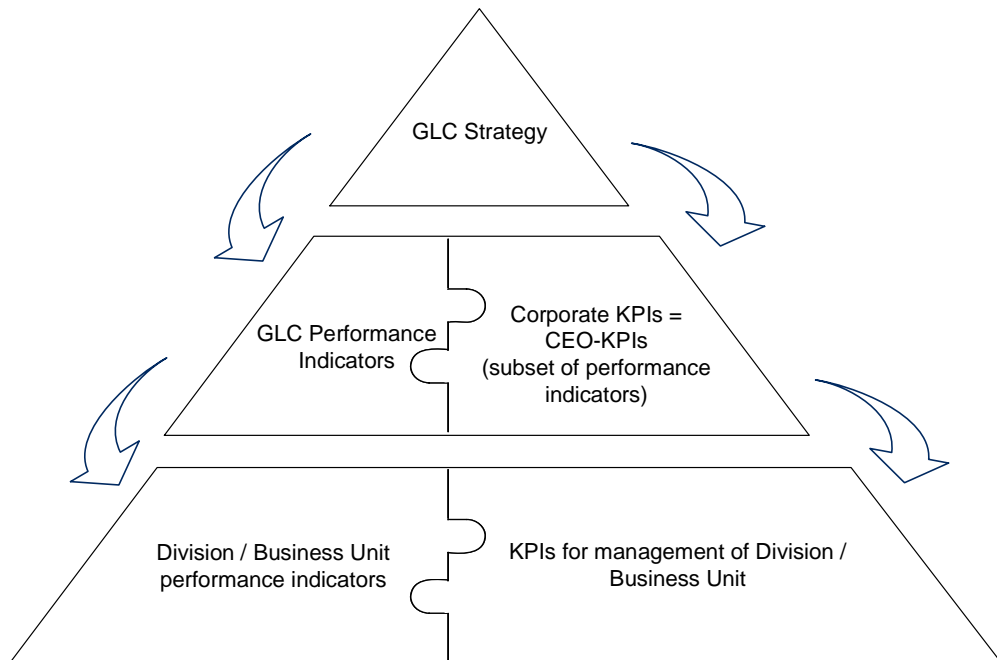 GLC Strategy
GLC Performance
Indicators
Corporate KPIs =
CEO-KPIs
(subset of performance
indicators)
Division / Business Unit
performance indicators
KPIs for management of Division /
Business Unit